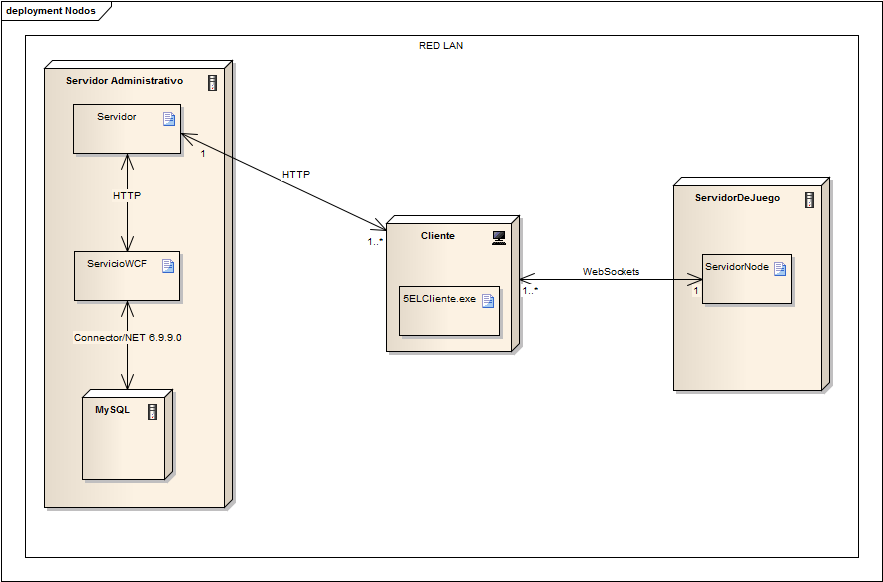 deployment Nodos
RED LAN
Servidor Administrativo
Servidor
1
HTTP
HTTP
ServicioWCF
Connector/NET 6.9.9.0
MySQL
1..*
Cliente
5ELCliente.exe
WebSockets
1..*
1
ServidorDeJuego
ServidorNode